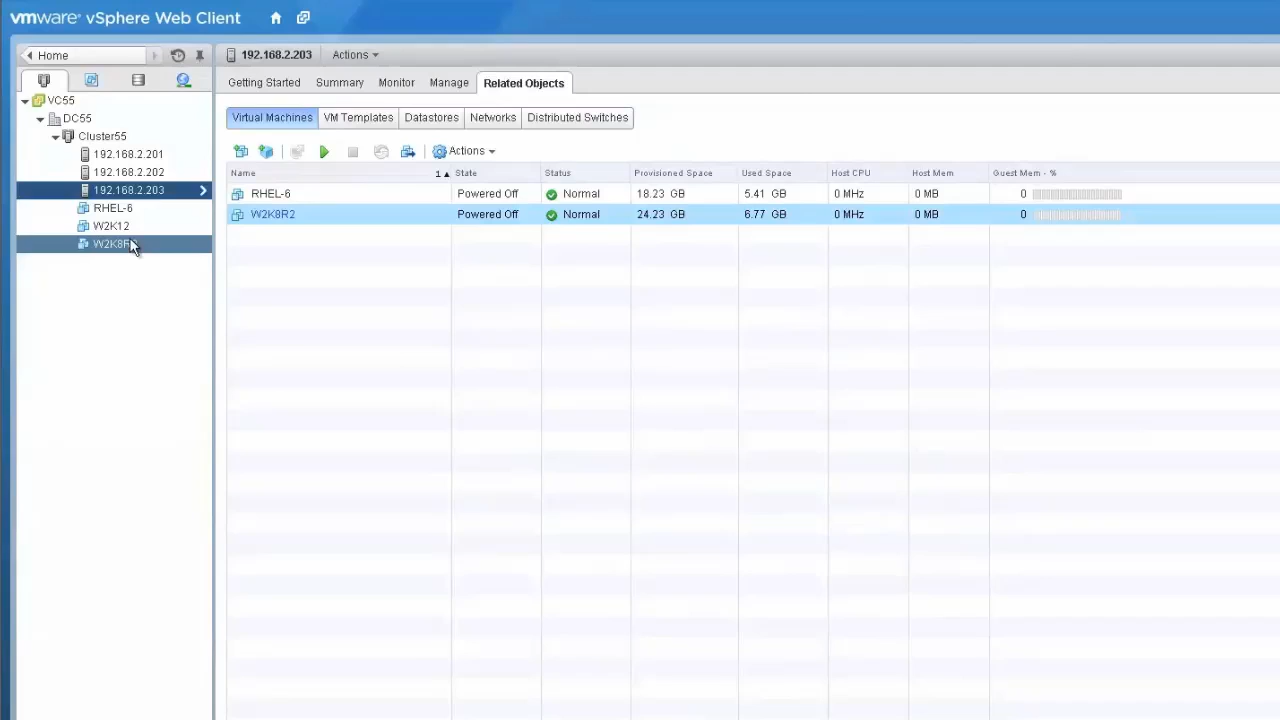 vmware® vSphere Web Client
Home
192.168.2.203 Actions
Getting Started Summary Monitor Manage Related Objects
VC55
DC55
Cluster55
192.168.2.201
192.168.2.202
192.168.2.203
RHEL-6
W2K12
Virtual Machines VM Templates Datastores Networks Distributed Switches
Actions
Name 1 State Status Provisioned Space Used Space Host CPU Host Mem Guest Mem - %
RHEL-6 Powered Off Normal 18.23 GB 5.41 GB 0 MHz 0 MB 0
W2K8R2 Powered Off Normal 24.23 GB 6.77 GB 0 MHz 0 MB 0